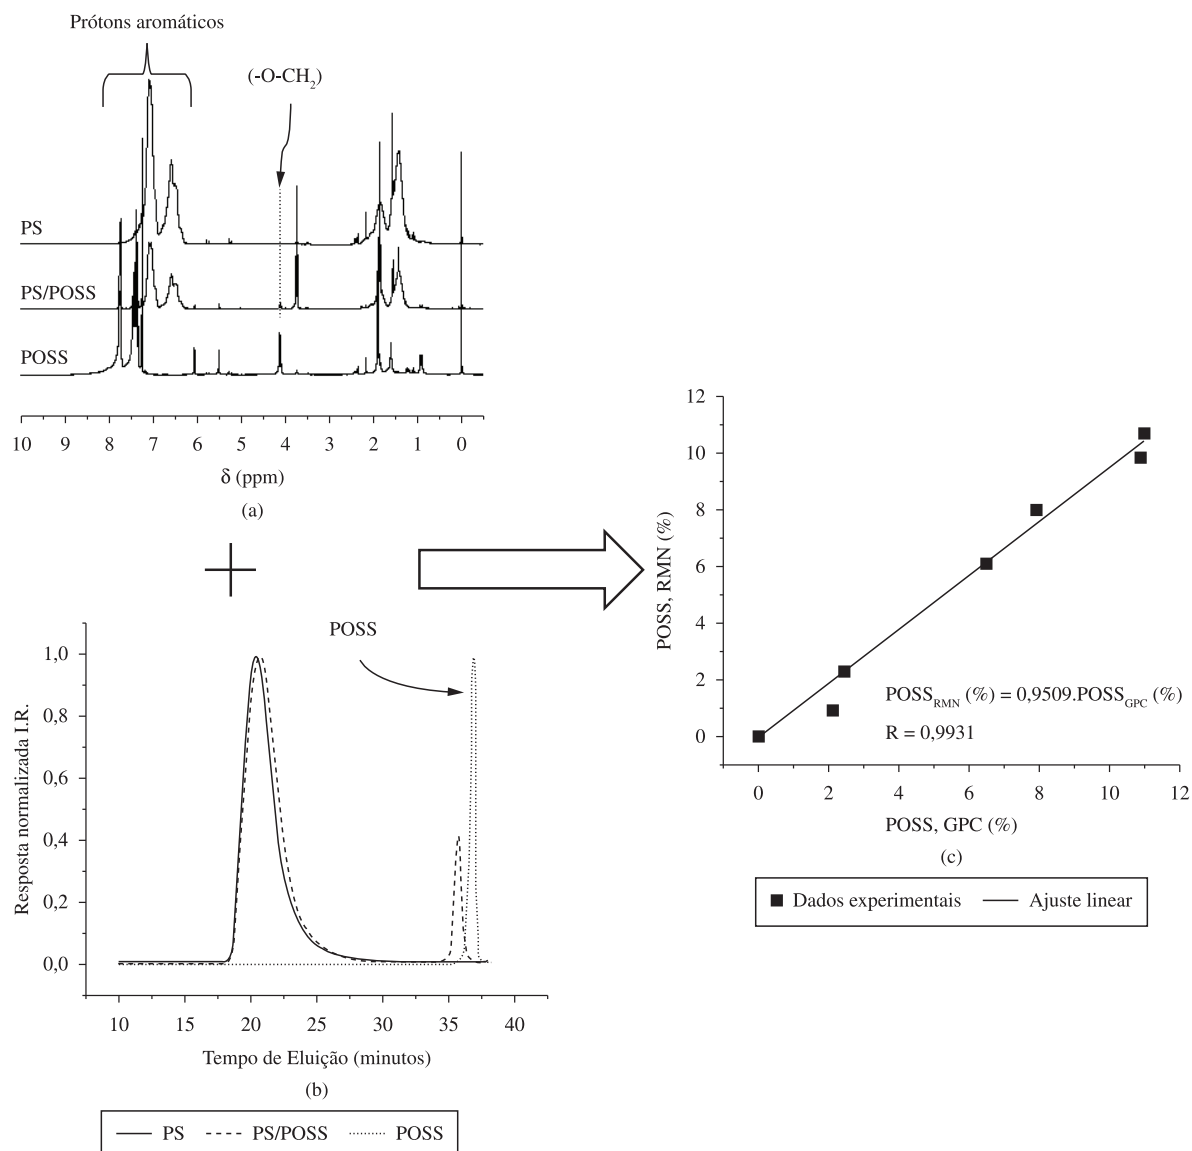 Prótons aromáticos
(-O-CH₂)
PS
PS/POSS
POSS
10 9 8 7 6 5 4 3 2 1 0
δ (ppm)
(a)
POSS
1,0
0,8
0,6
0,4
0,2
0,0
Resposta normalizada I.R.
10 15 20 25 30 35 40
Tempo de Eluição (minutos)
(b)
PS PS/POSS POSS
12
10
8
6
4
2
0
POSS, RMN (%)
POSS_RMN (%) = 0,9509.POSS_GPC (%)
R = 0,9931
0 2 4 6 8 10 12
POSS, GPC (%)
(c)
Dados experimentais Ajuste linear